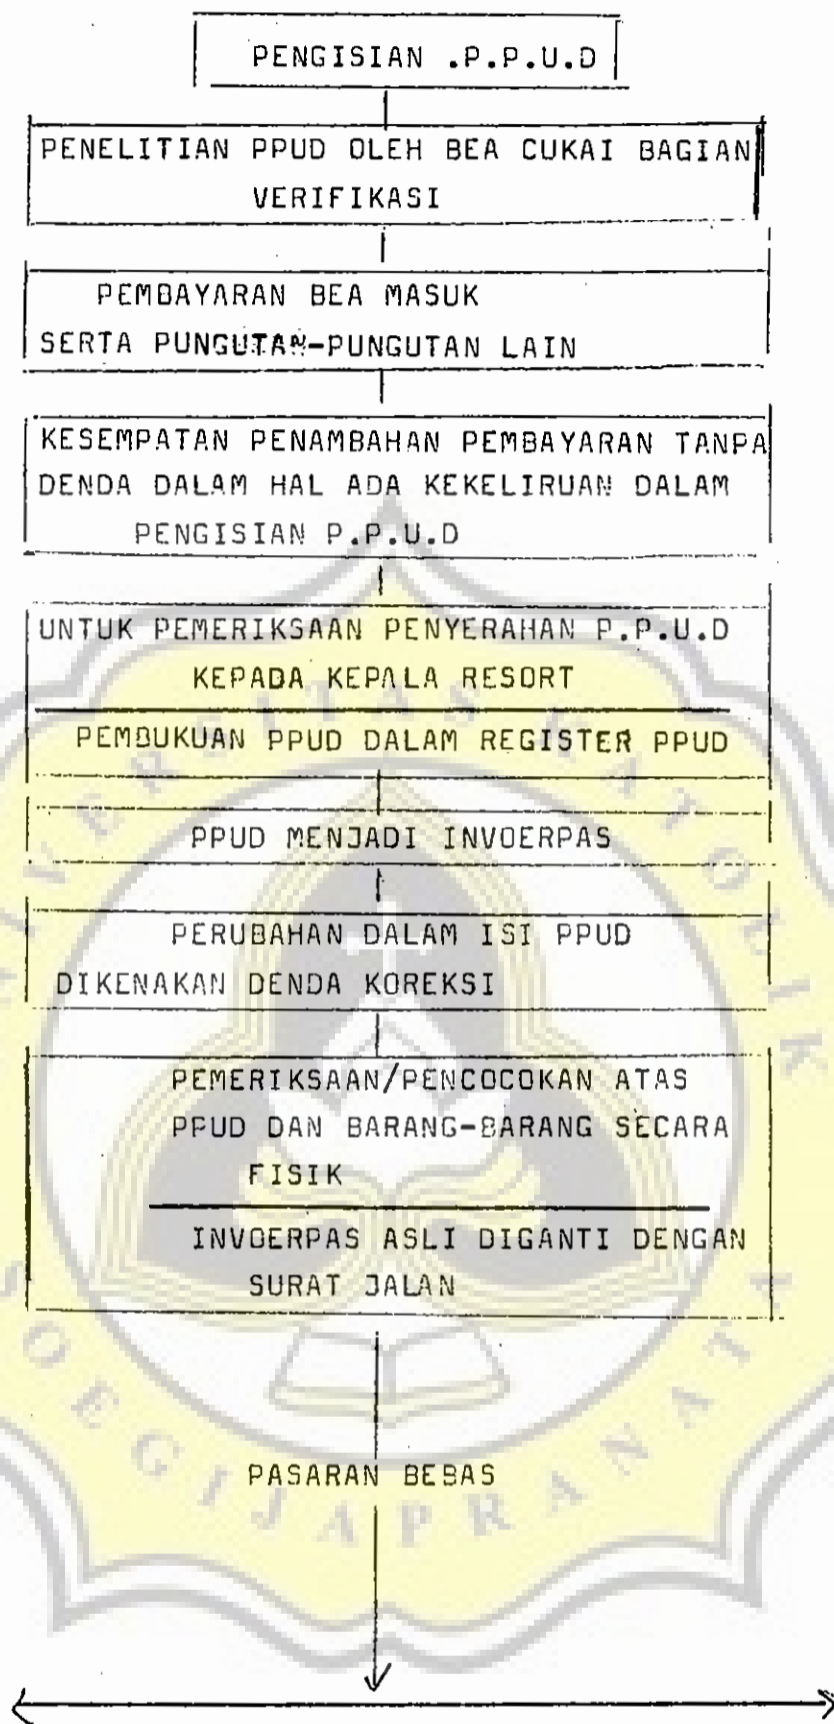 PENGISIAN .P.P.U.D
PENELITIAN PPUD OLEH BEA CUKAI BAGIAN
VERIFIKASI
PEMBAYARAN BEA MASUK
SERTA PUNGUTAN-PUNGUTAN LAIN
KESEMPATAN PENAMBAHAN PEMBAYARAN TANPA
DENDA DALAM HAL ADA KEKELIRUAN DALAM
PENGISIAN P.P.U.D
UNTUK PEMERIKSAAN PENYERAHAN P.P.U.D
KEPADA KEPALA RESORT
PEMBUKUAN PPUD DALAM REGISTER PPUD
PPUD MENJADI INVOERPAS
PERUBAHAN DALAM ISI PPUD
DIKENAKAN DENDA KOREKSI
PEMERIKSAAN/PENCOCOKAN ATAS
PPUD DAN BARANG-BARANG SECARA
FISIK
INVOERPAS ASLI DIGANTI DENGAN
SURAT JALAN
PASARAN BEBAS
UNIVERSITAS KATOLIK
SOEGIJAPRANATA